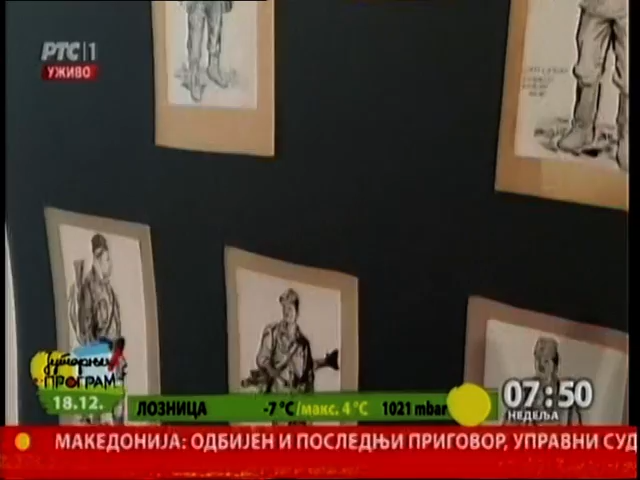 РТС|1
УЖИВО
Јутарњи
ПРОГРАМ
18.12.
ЛОЗНИЦА -7 °C/макс. 4 °C 1021 mbar
07:50
НЕДЕЉА
МАКЕДОНИЈА: ОДБИЈЕН И ПОСЛЕДЊИ ПРИГОВОР, УПРАВНИ СУД